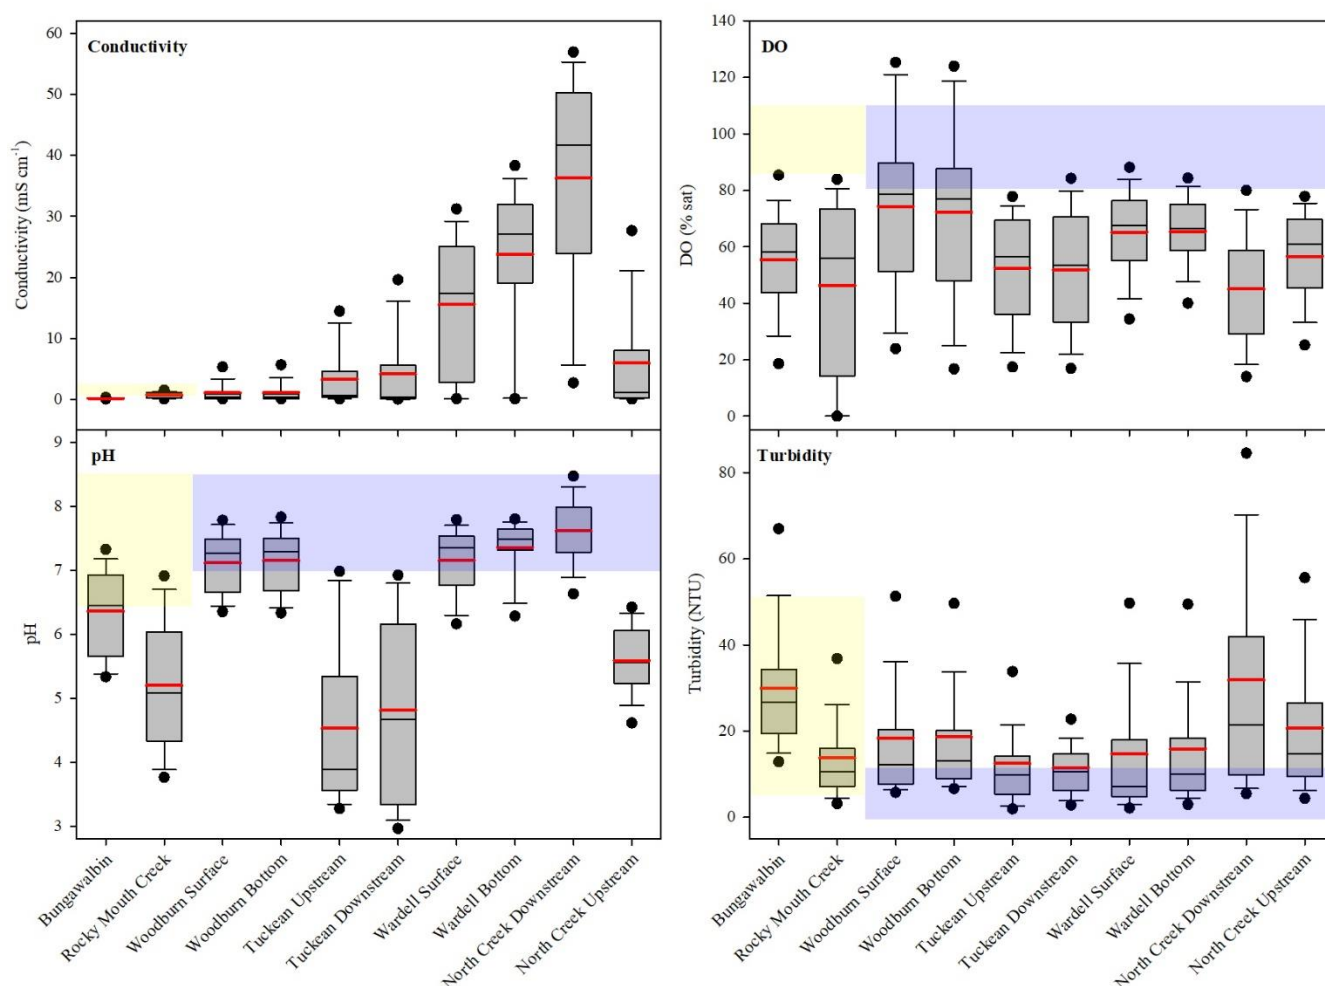 Conductivity
Conductivity (mS cm⁻¹)
60
50
40
30
20
10
0
DO
DO (% sat)
140
120
100
80
60
40
20
0
pH
pH
9
8
7
6
5
4
3
Turbidity
Turbidity (NTU)
80
60
40
20
0
Bungawalbin
Rocky Mouth Creek
Woodburn Surface
Woodburn Bottom
Tuckean Upstream
Tuckean Downstream
Wardell Surface
Wardell Bottom
North Creek Downstream
North Creek Upstream
Bungawalbin
Rocky Mouth Creek
Woodburn Surface
Woodburn Bottom
Tuckean Upstream
Tuckean Downstream
Wardell Surface
Wardell Bottom
North Creek Downstream
North Creek Upstream